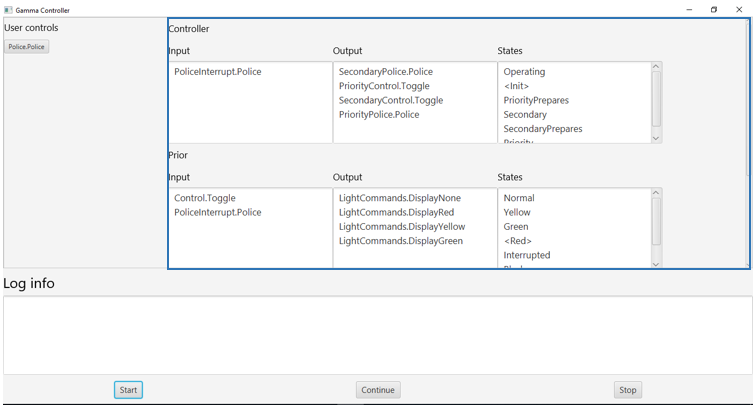 Gamma Controller
User controls
Police.Police
Controller
Input
Output
States
PoliceInterrupt.Police
SecondaryPolice.Police
PriorityControl.Toggle
SecondaryControl.Toggle
PriorityPolice.Police
Operating
<Init>
PriorityPrepares
Secondary
SecondaryPrepares
Priority
Prior
Input
Output
States
Control.Toggle
PoliceInterrupt.Police
LightCommands.DisplayNone
LightCommands.DisplayRed
LightCommands.DisplayYellow
LightCommands.DisplayGreen
Normal
Yellow
Green
<Red>
Interrupted
Log info
Start
Continue
Stop